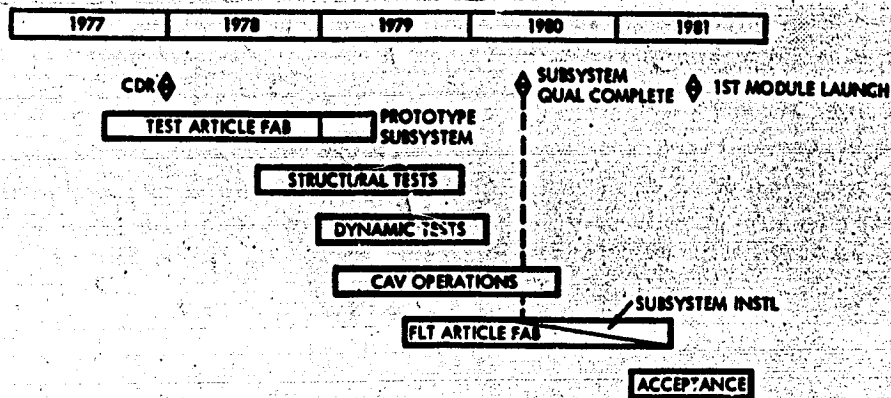 1977 1978 1979 1980 1981
CDR
SUBSYSTEM
QUAL COMPLETE
1ST MODULE LAUNCH
TEST ARTICLE FAB
PROTOTYPE
SUBSYSTEM
STRUCTURAL TESTS
DYNAMIC TESTS
CAV OPERATIONS
SUBSYSTEM INSTL
FLT ARTICLE FAB
ACCEPTANCE